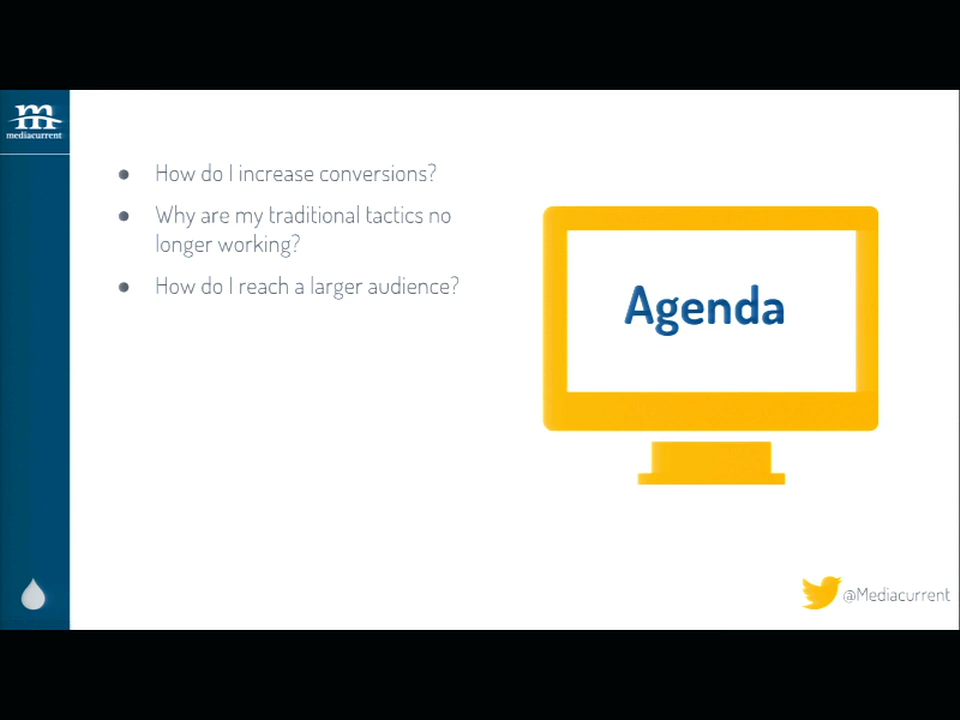 mediacurrent
How do I increase conversions?
Why are my traditional tactics no
longer working?
How do I reach a larger audience?
Agenda
@Mediacurrent